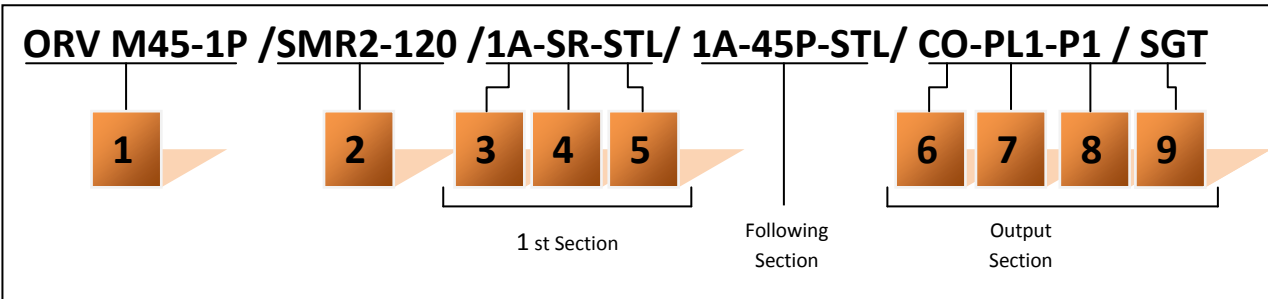 ORV M45-1P /SMR2-120 /1A-SR-STL/ 1A-45P-STL/ CO-PL1-P1 / SGT
1 2 3 4 5 6 7 8 9
1 st Section
Following
Section
Output
Section